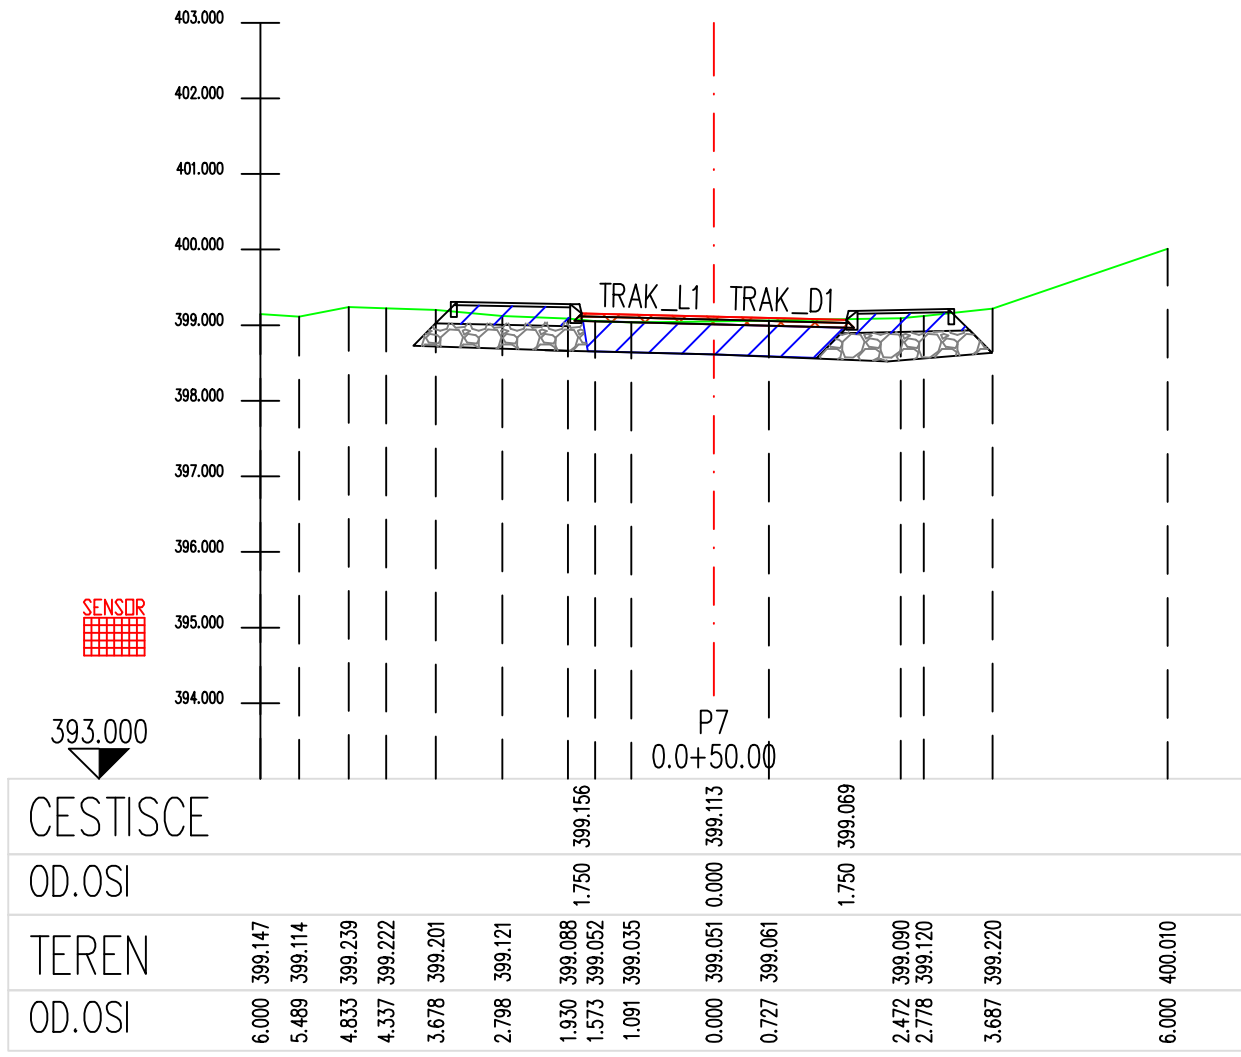 403.000
402.000
401.000
400.000
399.000
398.000
397.000
396.000
395.000
394.000
TRAK_L1 TRAK_D1
SENSOR
393.000
P7
0.0+50.00
CESTISCE 399.156 399.113 399.069
OD.OSI 1.750 0.000 1.750
TEREN 399.147 399.114 399.239 399.222 399.201 399.121 399.088 399.052 399.035 399.051 399.061 399.090 399.120 399.220 400.010
OD.OSI 6.000 5.489 4.833 4.337 3.678 2.798 1.930 1.573 1.091 0.000 0.727 2.472 2.778 3.687 6.000